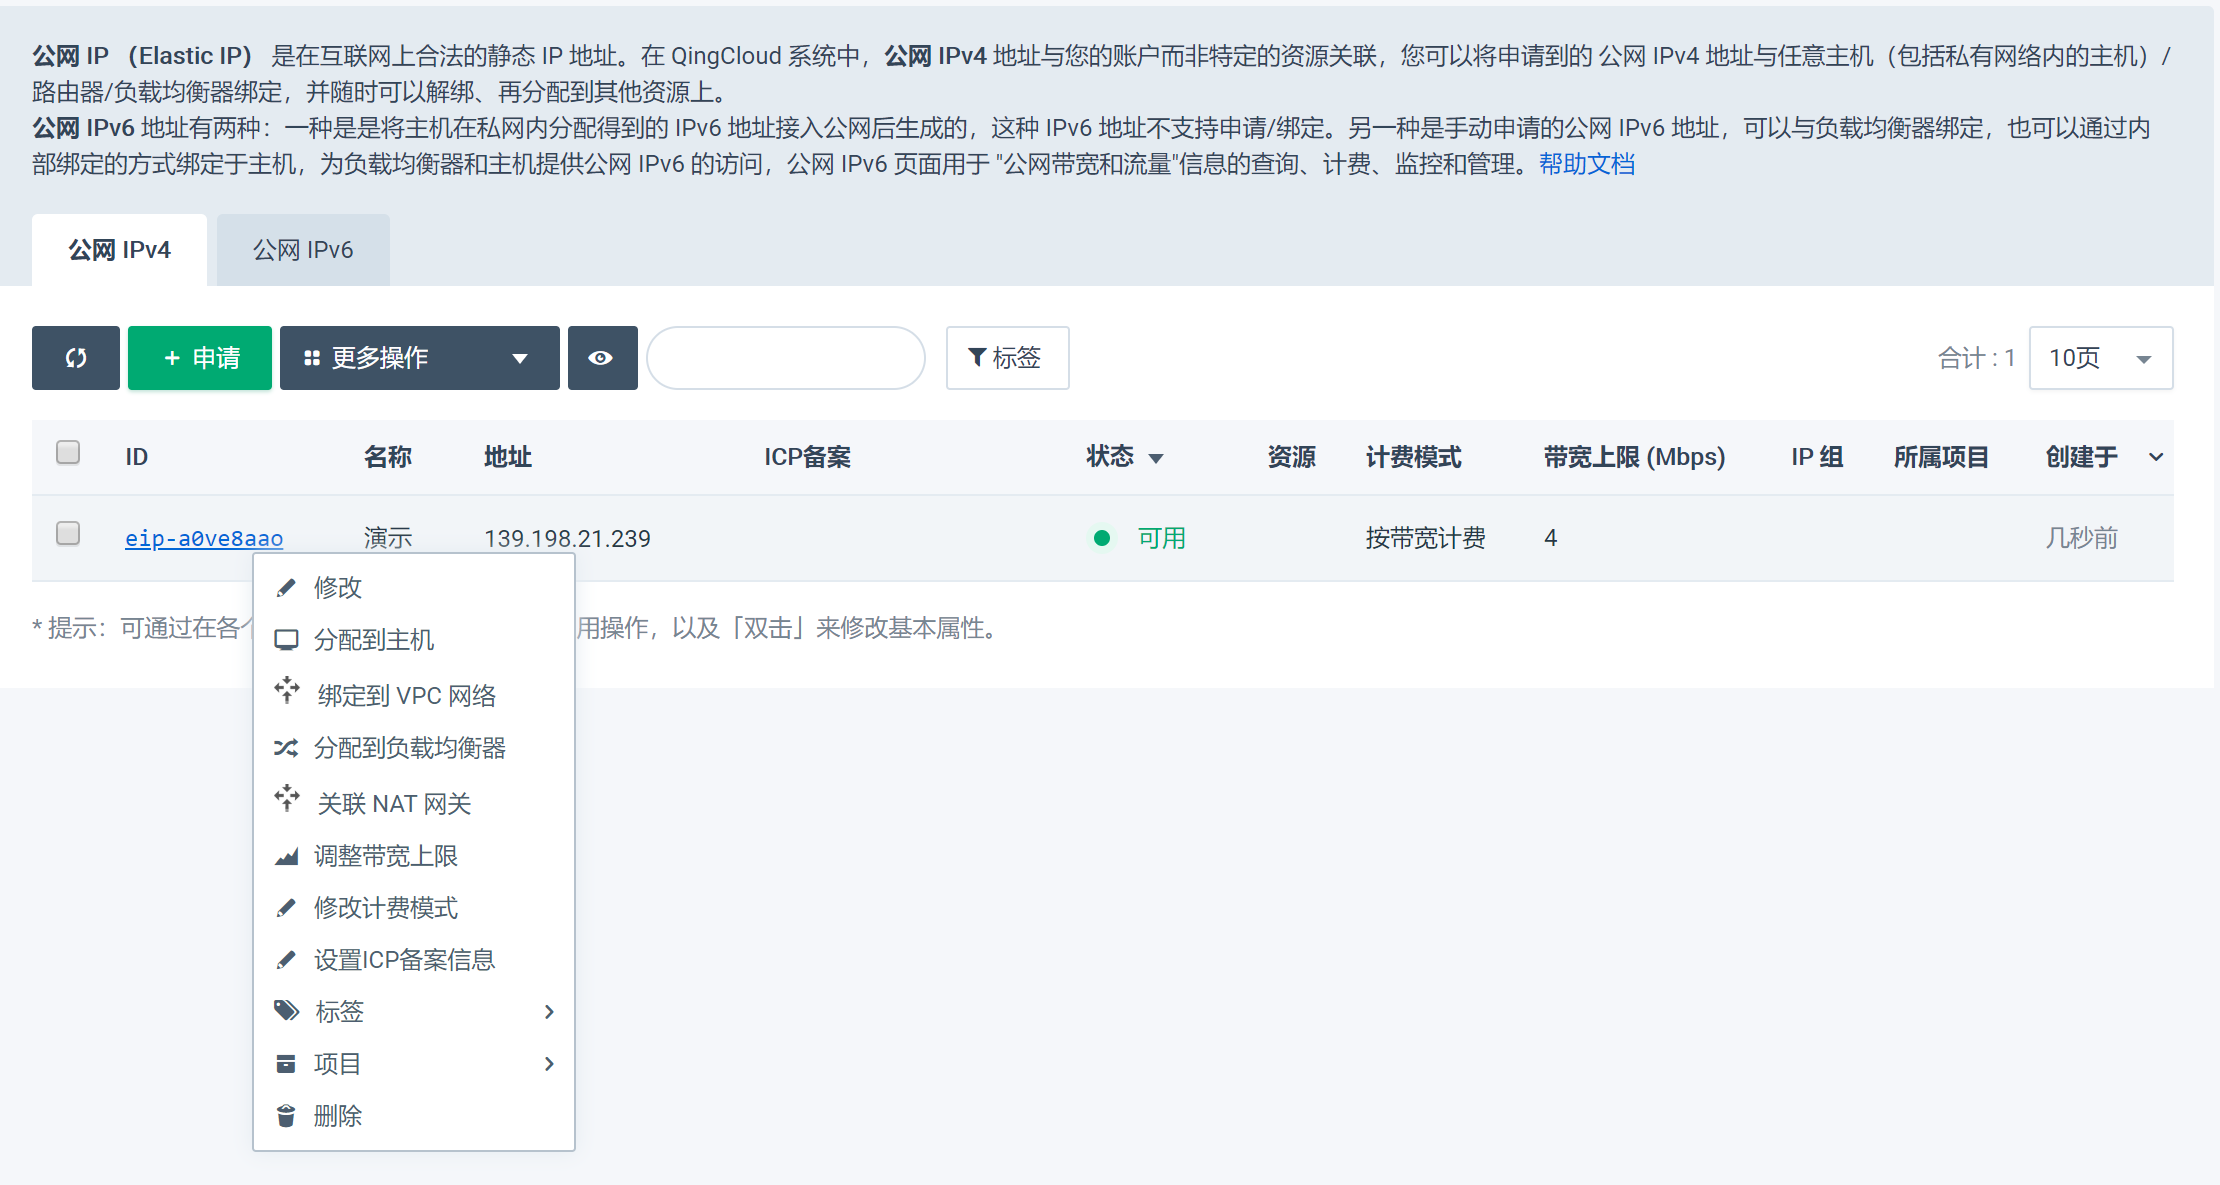 公网 IP （Elastic IP） 是在互联网上合法的静态 IP 地址。在 QingCloud 系统中，公网 IPv4 地址与您的账户而非特定的资源关联，您可以将申请到的 公网 IPv4 地址与任意主机（包括私有网络内的主机）/
路由器/负载均衡器绑定，并随时可以解绑、再分配到其他资源上。
公网 IPv6 地址有两种：一种是是将主机在私网内分配得到的 IPv6 地址接入公网后生成的，这种 IPv6 地址不支持申请/绑定。另一种是手动申请的公网 IPv6 地址，可以与负载均衡器绑定，也可以通过内
部绑定的方式绑定于主机，为负载均衡器和主机提供公网 IPv6 的访问，公网 IPv6 页面用于 "公网带宽和流量"信息的查询、计费、监控和管理。帮助文档
公网 IPv4 公网 IPv6
+ 申请 更多操作 标签 合计 : 1 10页
ID 名称 地址 ICP备案 状态 资源 计费模式 带宽上限 (Mbps) IP 组 所属项目 创建于
eip-a0ve8aao 演示 139.198.21.239 可用 按带宽计费 4 几秒前
* 提示：可通过在各 用操作，以及「双击」来修改基本属性。
修改
分配到主机
绑定到 VPC 网络
分配到负载均衡器
关联 NAT 网关
调整带宽上限
修改计费模式
设置ICP备案信息
标签
项目
删除